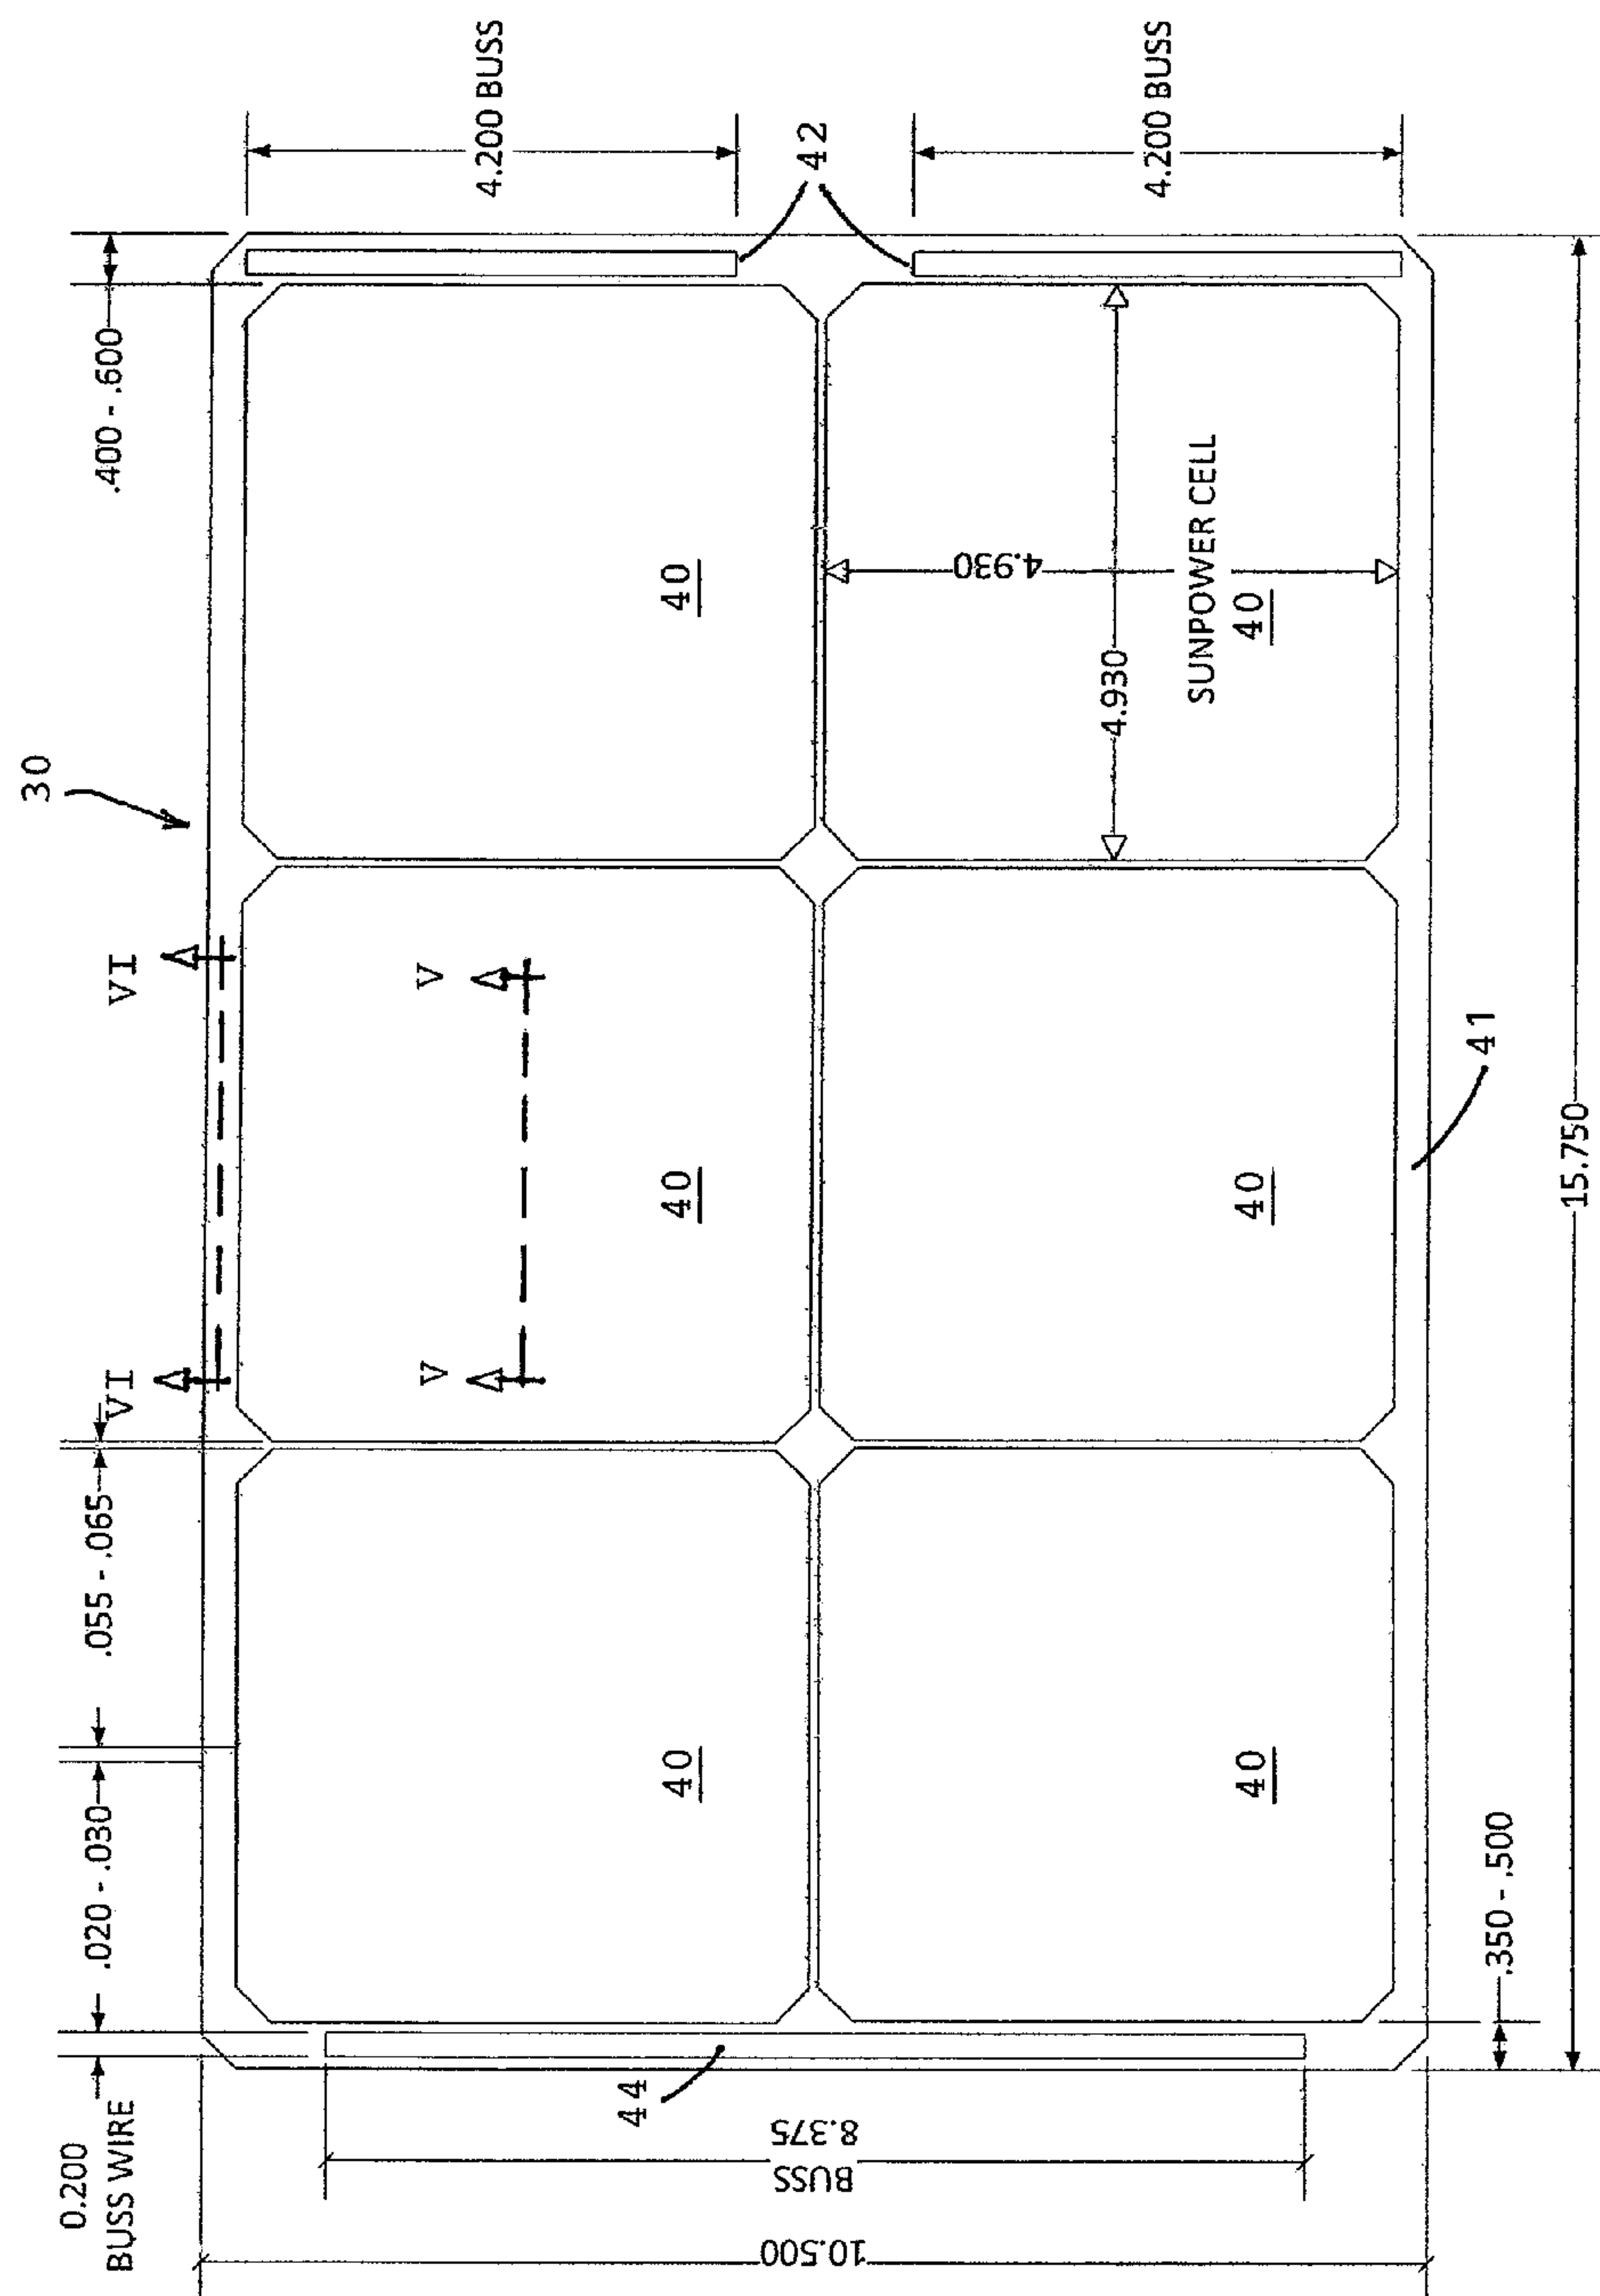 30
.400 - .600
4.200 BUSS
4.200 BUSS
42
VI
VI
V
V
.055 - .065
.020 - .030
0.200
BUSS WIRE
40
40
40
4.930
4.930
SUNPOWER CELL
40
40
40
41
44
8.375
BUSS
10.500
.350 - .500
15.750